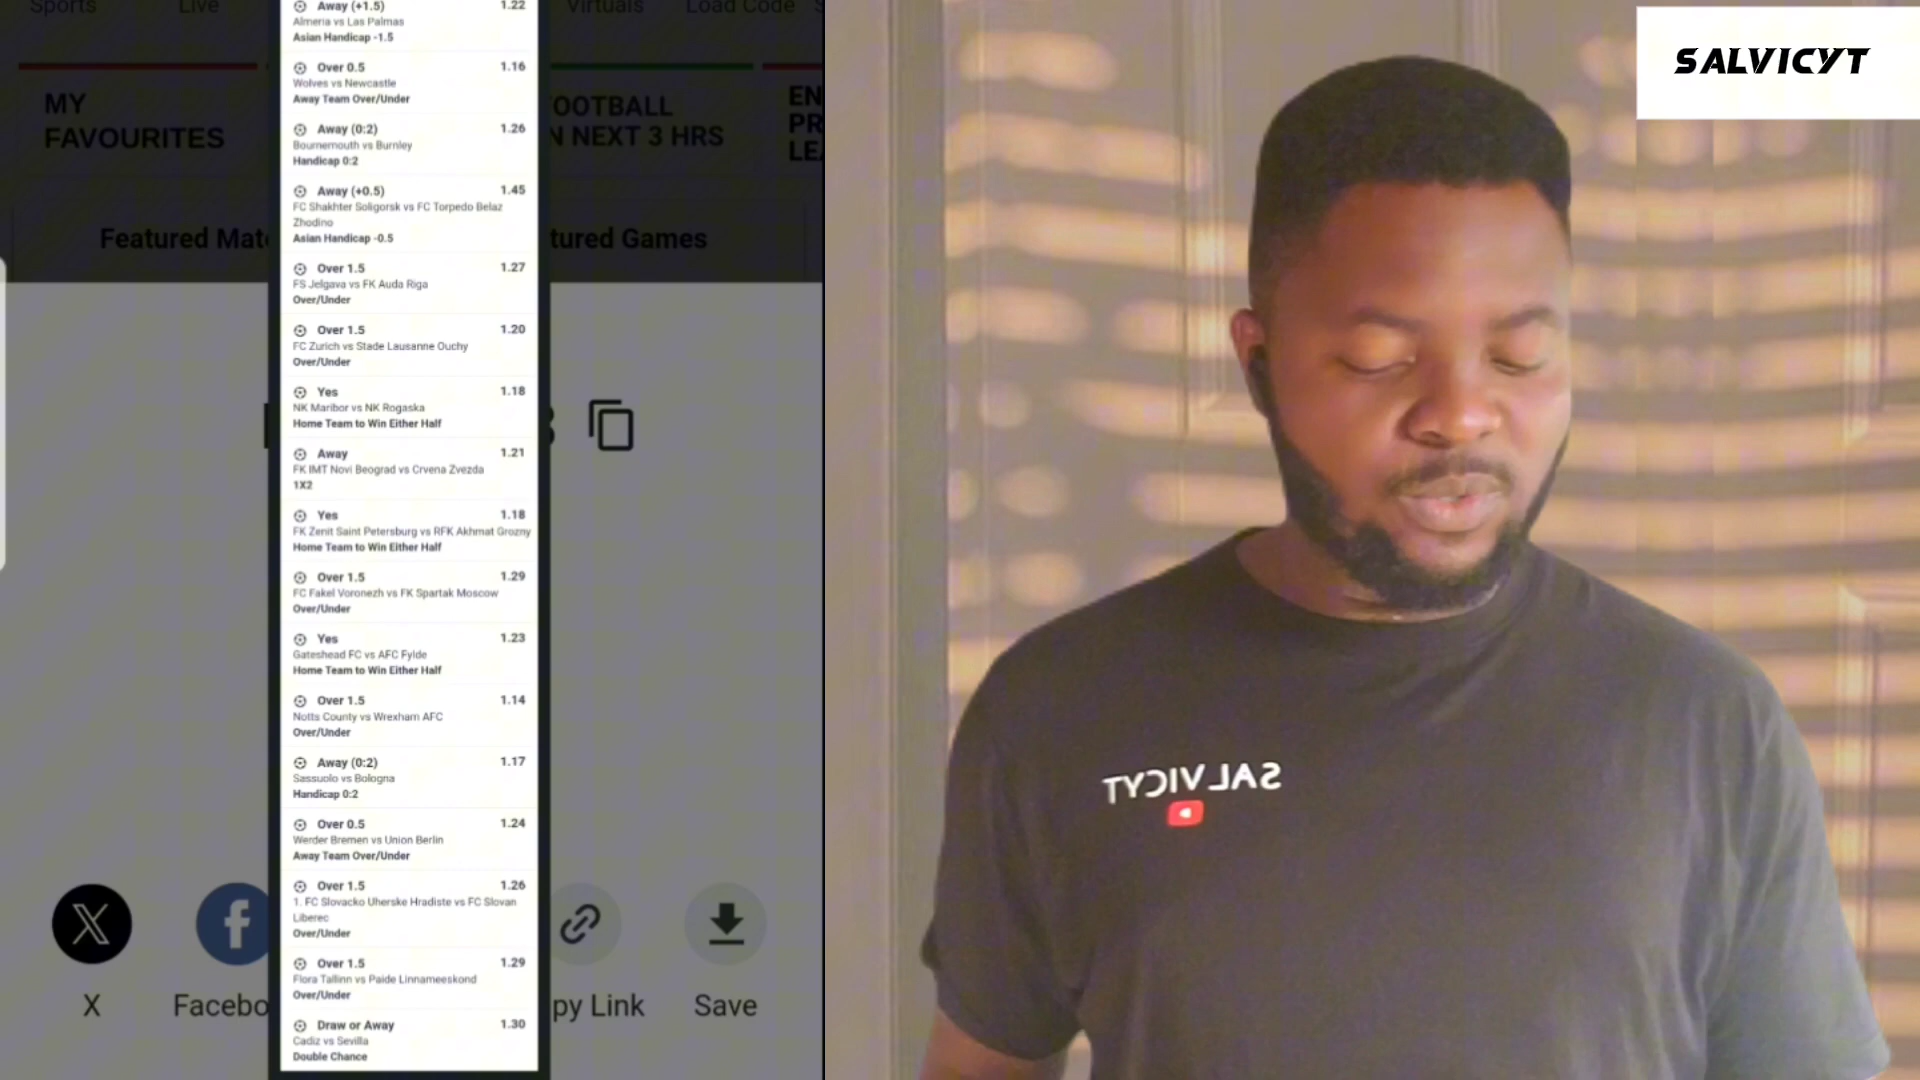 Sports
Live
Virtuals
Load Code
MY
FAVOURITES
OOTBALL
N NEXT 3 HRS
EN
PR
LE
Featured Mat
tured Games
Away (+1.5) 1.22
Almeria vs Las Palmas
Asian Handicap -1.5
Over 0.5 1.16
Wolves vs Newcastle
Away Team Over/Under
Away (0:2) 1.26
Bournemouth vs Burnley
Handicap 0:2
Away (+0.5) 1.45
FC Shakhter Soligorsk vs FC Torpedo Belaz
Zhodino
Asian Handicap -0.5
Over 1.5 1.27
FS Jelgava vs FK Auda Riga
Over/Under
Over 1.5 1.20
FC Zurich vs Stade Lausanne Ouchy
Over/Under
Yes 1.18
NK Maribor vs NK Rogaska
Home Team to Win Either Half
Away 1.21
FK IMT Novi Beograd vs Crvena Zvezda
1X2
Yes 1.18
FK Zenit Saint Petersburg vs RFK Akhmat Grozny
Home Team to Win Either Half
Over 1.5 1.29
FC Fakel Voronezh vs FK Spartak Moscow
Over/Under
Yes 1.23
Gateshead FC vs AFC Fylde
Home Team to Win Either Half
Over 1.5 1.14
Notts County vs Wrexham AFC
Over/Under
Away (0:2) 1.17
Sassuolo vs Bologna
Handicap 0:2
Over 0.5 1.24
Werder Bremen vs Union Berlin
Away Team Over/Under
Over 1.5 1.26
1. FC Slovacko Uherske Hradiste vs FC Slovan
Liberec
Over/Under
Over 1.5 1.29
Flora Tallinn vs Paide Linnameeskond
Over/Under
Draw or Away 1.30
Cadiz vs Sevilla
Double Chance
X
Facebo
py Link
Save
SALVICYT
SALVICYT